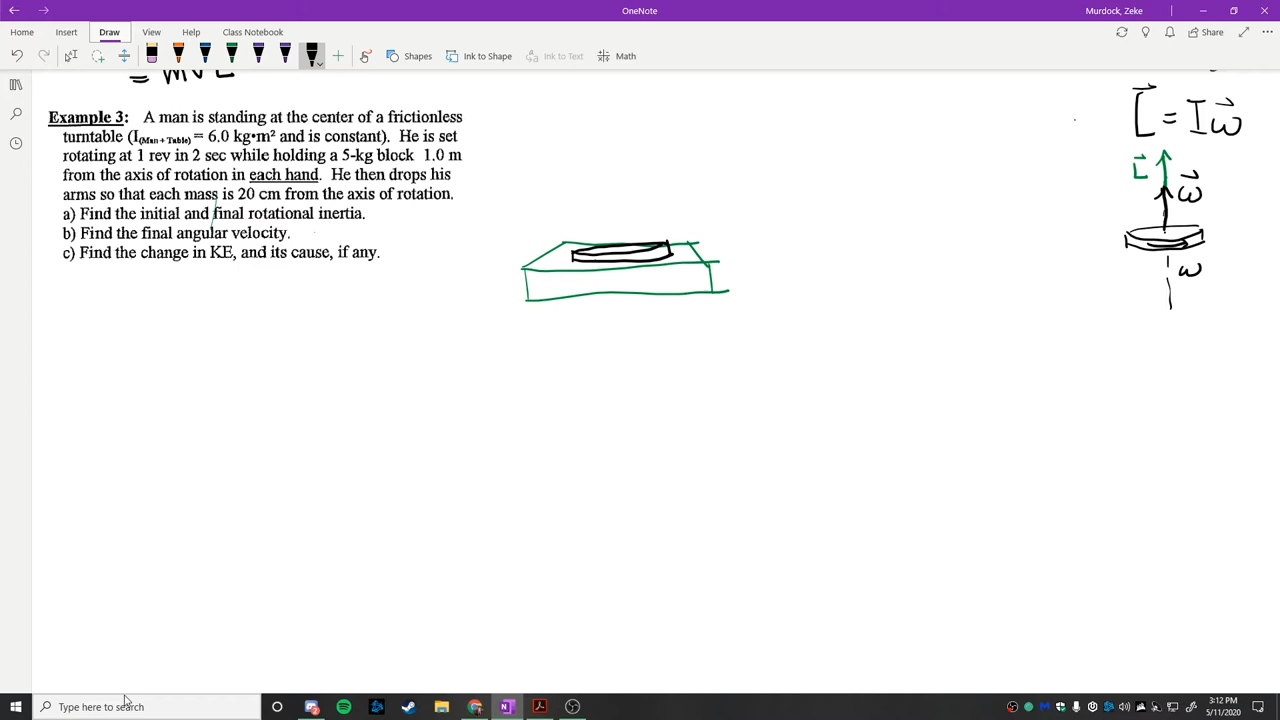 OneNote
Murdock, Zeke
Home Insert Draw View Help Class Notebook
Share
Shapes Ink to Shape Ink to Text Math
= mvL
Example 3: A man is standing at the center of a frictionless
turntable (I(Man + Table) = 6.0 kg•m² and is constant). He is set
rotating at 1 rev in 2 sec while holding a 5-kg block 1.0 m
from the axis of rotation in each hand. He then drops his
arms so that each mass is 20 cm from the axis of rotation.
a) Find the initial and final rotational inertia.
b) Find the final angular velocity.
c) Find the change in KE, and its cause, if any.
L⃗ = Iω⃗
L⃗
ω⃗
ω
Type here to search
3:12 PM
5/11/2020